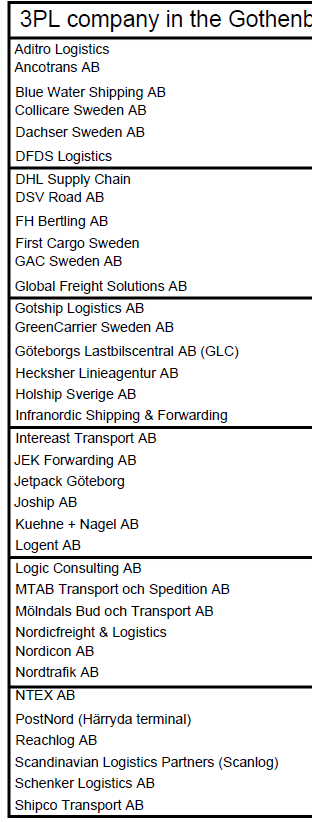 3PL company in the Gothenb
Aditro Logistics
Ancotrans AB
Blue Water Shipping AB
Collicare Sweden AB
Dachser Sweden AB
DFDS Logistics
DHL Supply Chain
DSV Road AB
FH Bertling AB
First Cargo Sweden
GAC Sweden AB
Global Freight Solutions AB
Gotship Logistics AB
GreenCarrier Sweden AB
Göteborgs Lastbilscentral AB (GLC)
Hecksher Linieagentur AB
Holship Sverige AB
Infranordic Shipping & Forwarding
Intereast Transport AB
JEK Forwarding AB
Jetpack Göteborg
Joship AB
Kuehne + Nagel AB
Logent AB
Logic Consulting AB
MTAB Transport och Spedition AB
Mölndals Bud och Transport AB
Nordicfreight & Logistics
Nordicon AB
Nordtrafik AB
NTEX AB
PostNord (Härryda terminal)
Reachlog AB
Scandinavian Logistics Partners (Scanlog)
Schenker Logistics AB
Shipco Transport AB